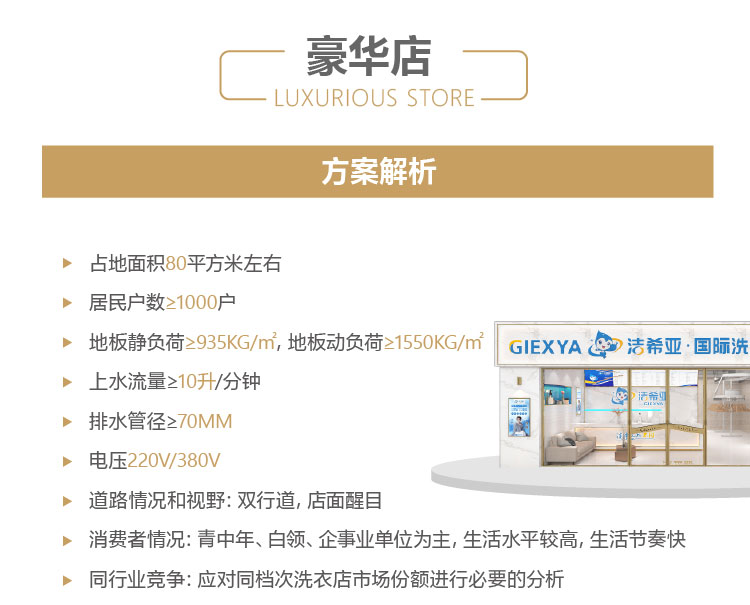 豪华店
LUXURIOUS STORE
方案解析
占地面积80平方米左右
居民户数≥1000户
地板静负荷≥935KG/㎡, 地板动负荷≥1550KG/㎡
上水流量≥10升/分钟
排水管径≥70MM
电压220V/380V
道路情况和视野: 双行道, 店面醒目
消费者情况: 青中年、白领、企事业单位为主, 生活水平较高, 生活节奏快
同行业竞争: 应对同档次洗衣店市场份额进行必要的分析
GIEXYA 洁希亚·国际洗
洁希亚
GIEXYA